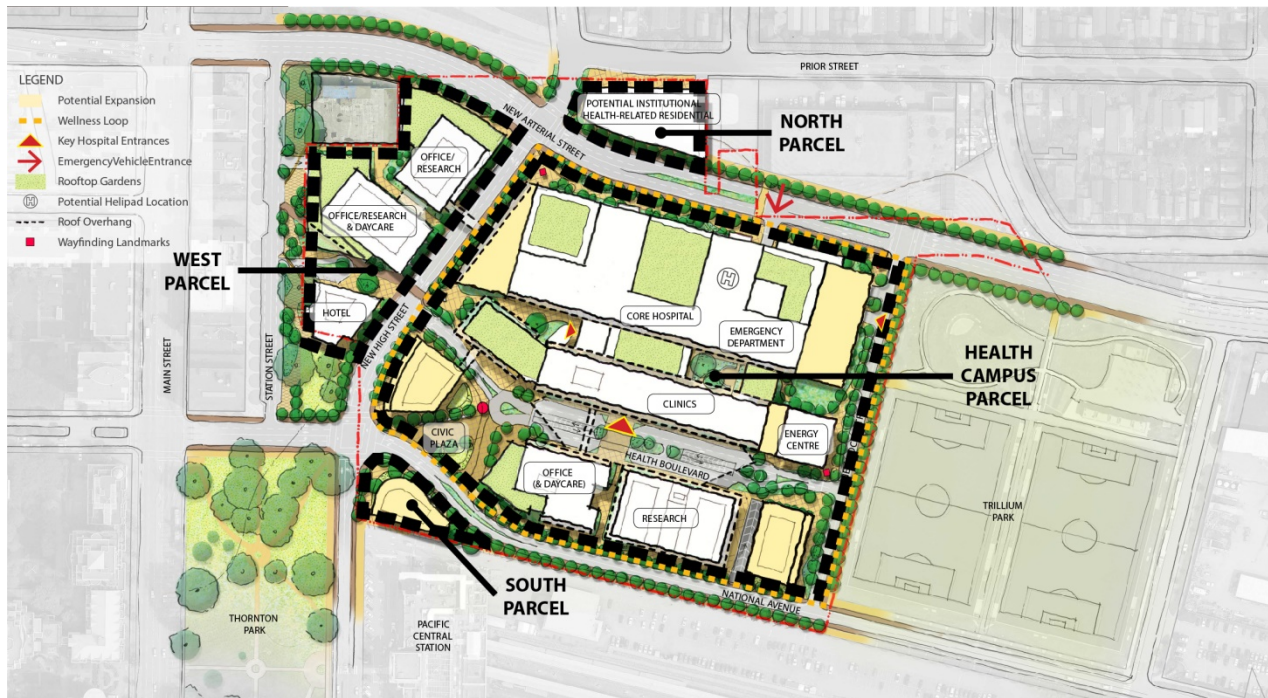 LEGEND
Potential Expansion
Wellness Loop
Key Hospital Entrances
EmergencyVehicleEntrance
Rooftop Gardens
H
Potential Helipad Location
Roof Overhang
Wayfinding Landmarks
PRIOR STREET
NEW ARTERIAL STREET
POTENTIAL INSTITUTIONAL
HEALTH-RELATED RESIDENTIAL
NORTH
PARCEL
OFFICE/
RESEARCH
OFFICE/RESEARCH
& DAYCARE
WEST
PARCEL
HOTEL
H
CORE HOSPITAL
EMERGENCY
DEPARTMENT
MAIN STREET
STATION STREET
NEW HIGH STREET
HEALTH
CAMPUS
PARCEL
CLINICS
CIVIC
PLAZA
ENERGY
CENTRE
HEALTH BOULEVARD
OFFICE
(& DAYCARE)
RESEARCH
TRILLIUM
PARK
SOUTH
PARCEL
NATIONAL AVENUE
THORNTON
PARK
PACIFIC
CENTRAL
STATION